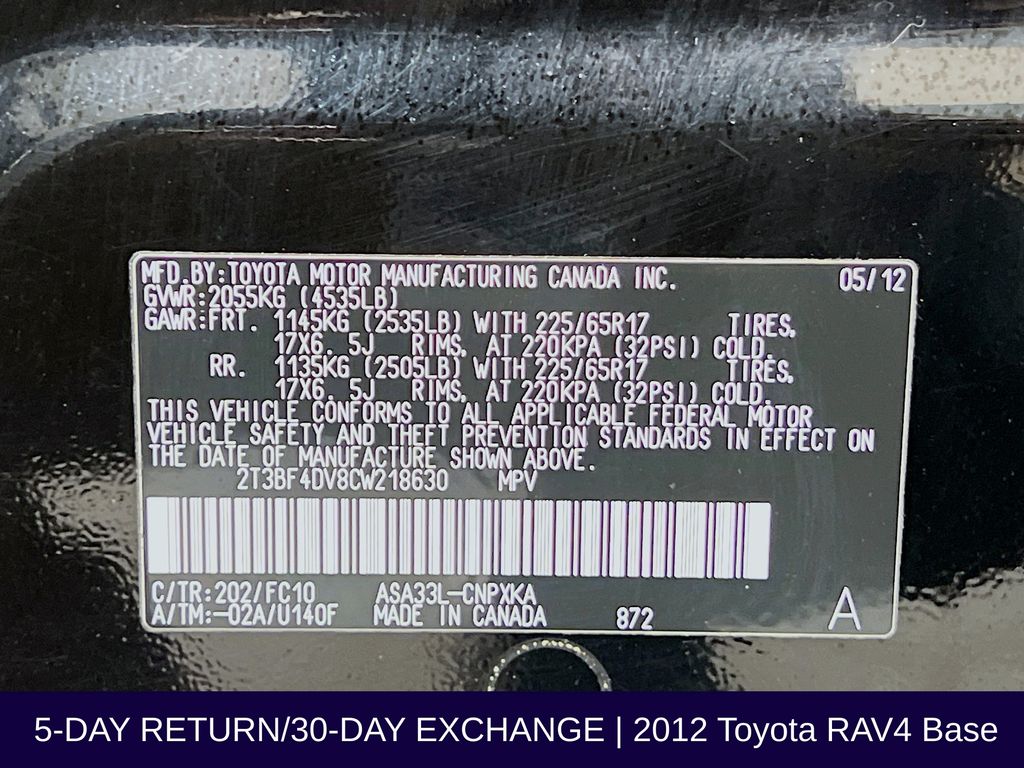 MFD.BY:TOYOTA MOTOR MANUFACTURING CANADA INC. 05/12
GVWR:2055KG (4535LB)
GAWR:FRT. 1145KG (2535LB) WITH 225/65R17 TIRES,
17X6. 5J RIMS, AT 220KPA (32PSI) COLD.
RR. 1135KG (2505LB) WITH 225/65R17 TIRES,
17X6. 5J RIMS, AT 220KPA (32PSI) COLD.
THIS VEHICLE CONFORMS TO ALL APPLICABLE FEDERAL MOTOR
VEHICLE SAFETY AND THEFT PREVENTION STANDARDS IN EFFECT ON
THE DATE OF MANUFACTURE SHOWN ABOVE.
2T3BF4DV8CW218630 MPV
C/TR:202/FC10 ASA33L-CNPXKA
A/TM:-02A/U140F MADE IN CANADA 872 A
5-DAY RETURN/30-DAY EXCHANGE | 2012 Toyota RAV4 Base